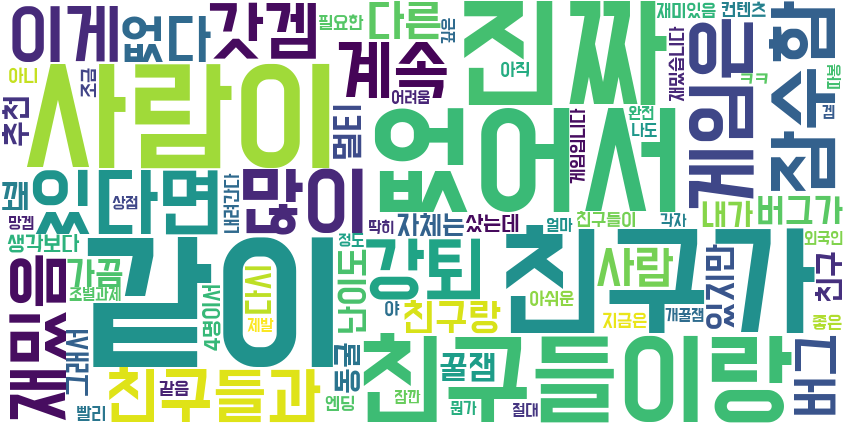 이게
없다
갓겜
필요한
다른
깊은
진짜
재미있음
컨텐츠
잠수함
아니
조금
사람이
계속
어려움
아직
재밌습니다
ㅋㅋ
따봉
겜
추천
멀티
없어서
게임입니다
완전
나도
게임은
꽤
있다면
상점
내려간다
많이
망겜
생각보다
딱히
자체는
샀는데
얼마
친구들이
각자
내가
버그가
외국인
재밌음
가끔
조별과제
같이
정도
난이도
강퇴
야
친구가
사람
있지만
친구
아쉬운
개꿀잼
4명이서
다시
제발
친구랑
지금은
좋은
그래서
빨리
친구들과
같음
동굴
엔딩
친구들이랑
잠깐
꿀잼
뭔가
절대
버그